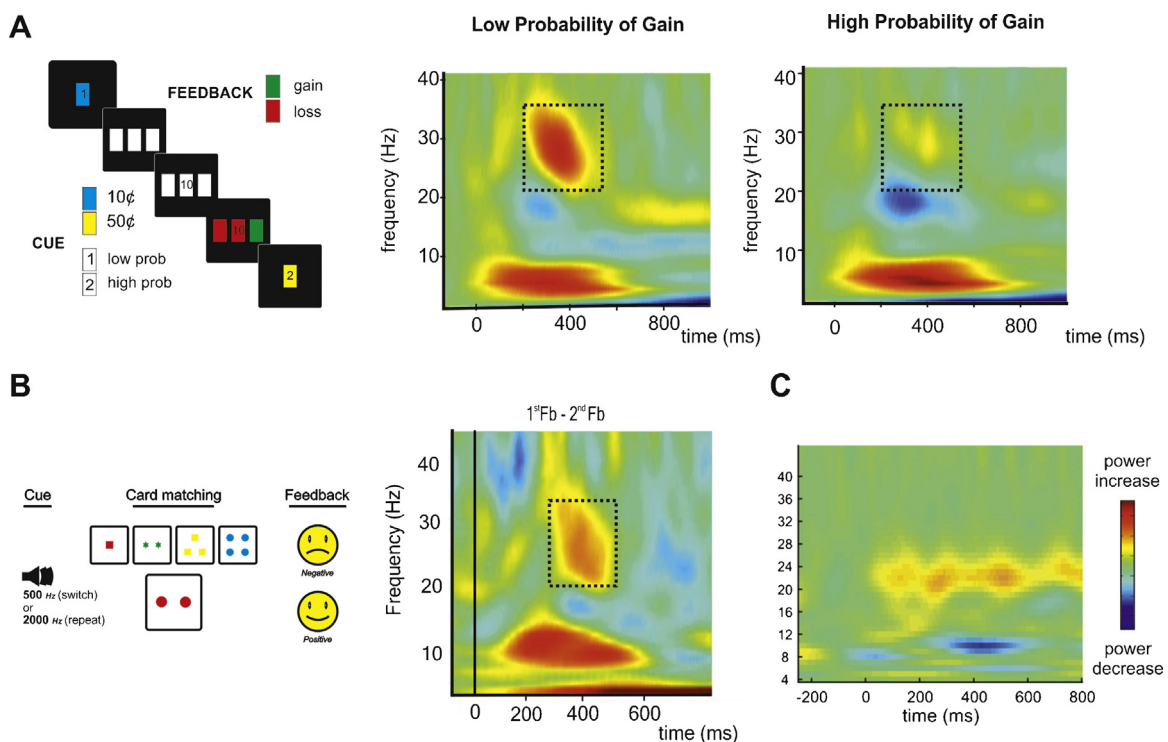 A
Low Probability of Gain
High Probability of Gain
1
FEEDBACK
gain
loss
10
10¢
50¢
CUE
1 low prob
2 high prob
10
2
frequency (Hz)
40
30
20
10
0 400 800
time (ms)
frequency (Hz)
40
30
20
10
0 400 800
time (ms)
B
Cue
Card matching
Feedback
500 Hz (switch)
or
2000 Hz (repeat)
Negative
Positive
1stFb - 2nd Fb
Frequency (Hz)
40
30
20
10
0 200 400 600
time (ms)
C
44
40
36
32
28
24
20
16
12
8
4
-200 0 200 400 600 800
time (ms)
power
increase
power
decrease